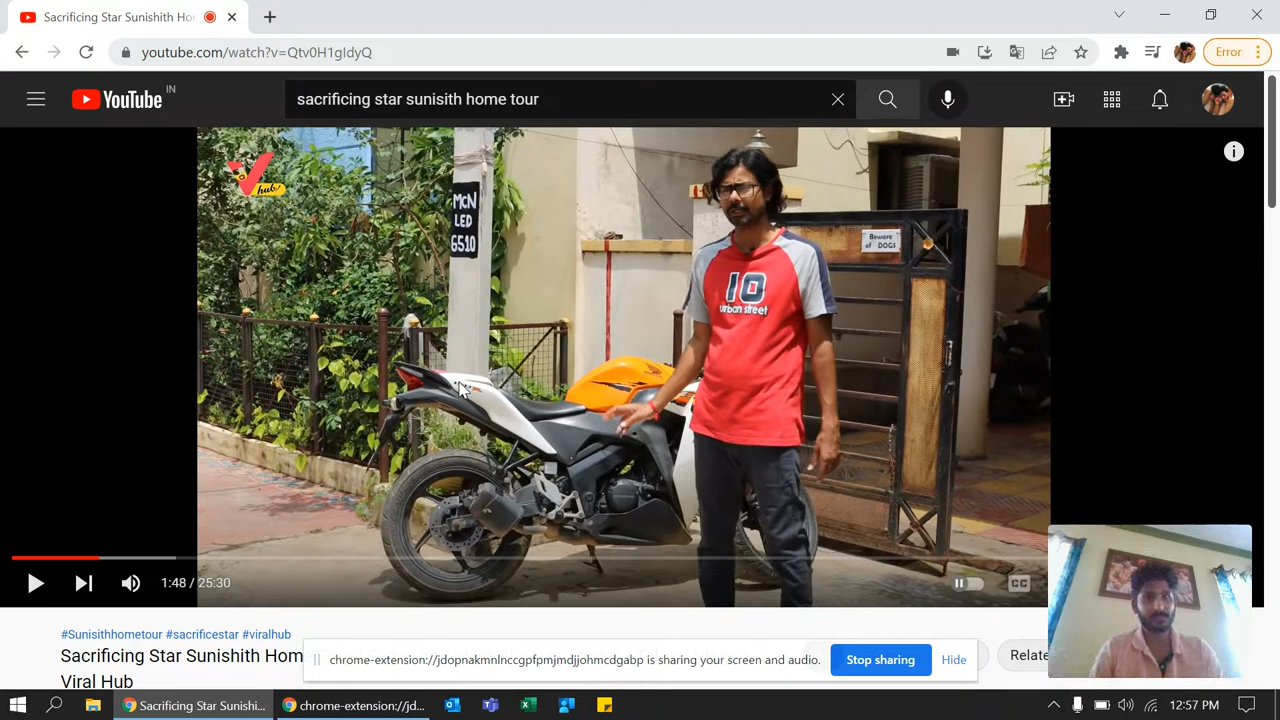 Sacrificing Star Sunishith Ho
youtube.com/watch?v=Qtv0H1gIdyQ
Error
YouTube
IN
sacrificing star sunisith home tour
V
hub!
McN
LED
6510
Beware
of DOGS
10
urban street
1:48 / 25:30
CC
#Sunisithhometour #sacrificestar #viralhub
Sacrificing Star Sunishith Hom
Viral Hub
chrome-extension://jdopnakmnlnccgpfpmjmdjjohmcdgabp is sharing your screen and audio.
Stop sharing
Hide
Relate
Sacrificing Star Sunishi...
chrome-extension://jd...
12:57 PM